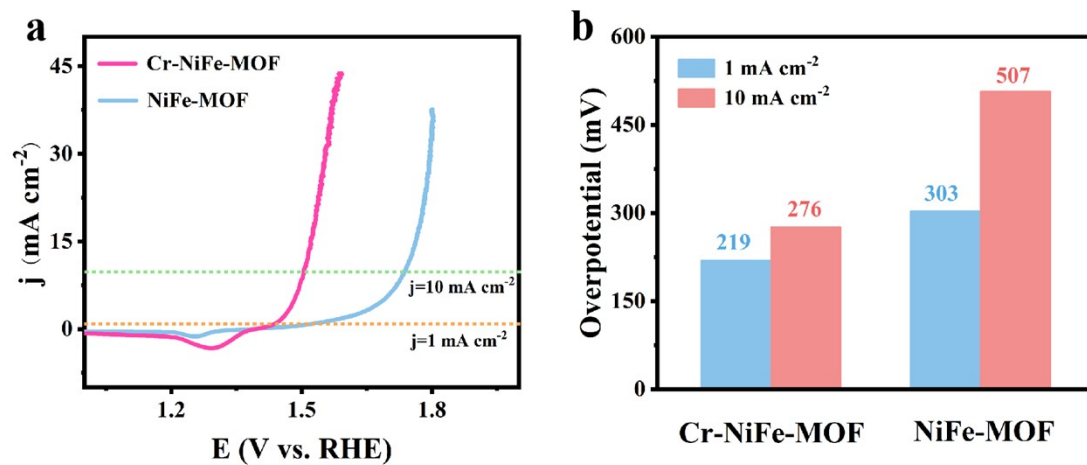 a
Cr-NiFe-MOF
NiFe-MOF
j (mA cm⁻²)
45
30
15
0
j=10 mA cm⁻²
j=1 mA cm⁻²
1.2 1.5 1.8
E (V vs. RHE)
b
1 mA cm⁻²
10 mA cm⁻²
Overpotential (mV)
600
450
300
150
0
219
276
303
507
Cr-NiFe-MOF NiFe-MOF